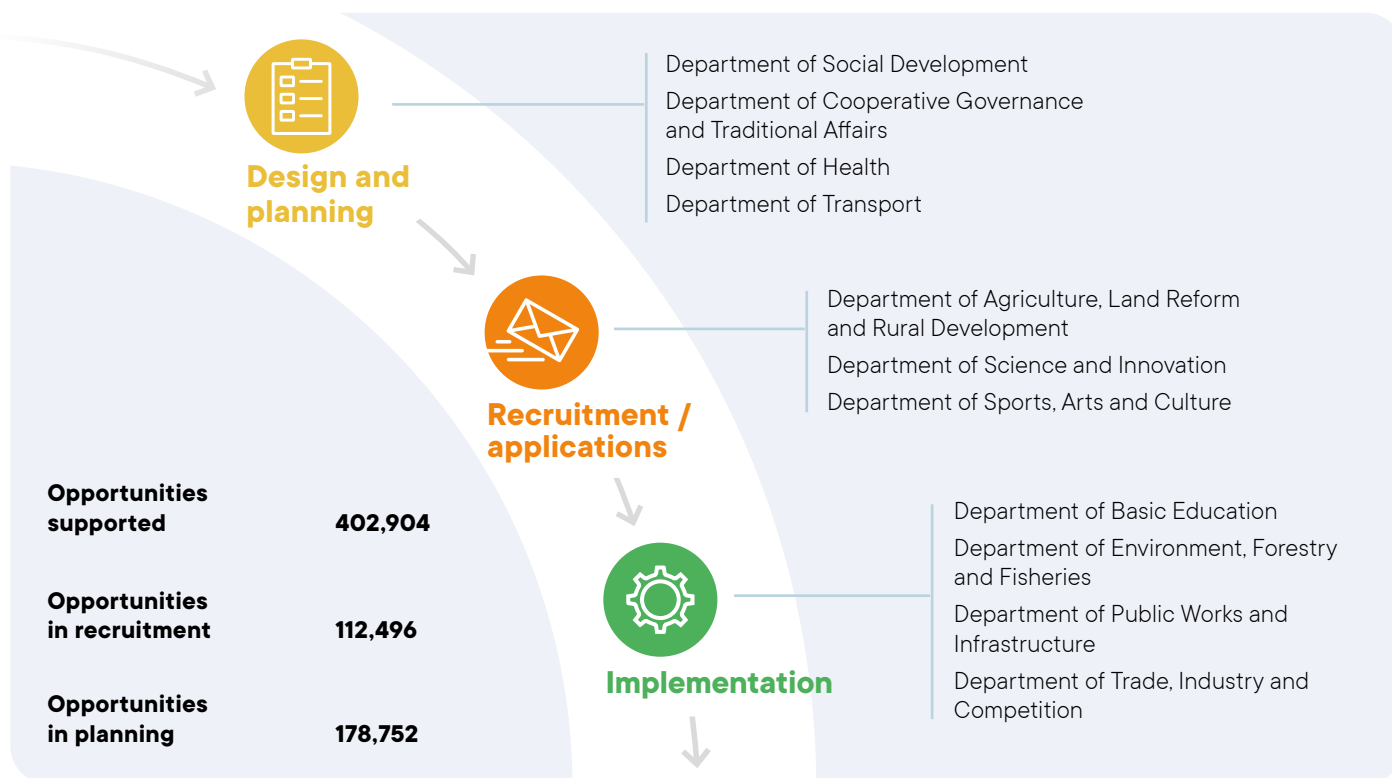 Design and
planning
Department of Social Development
Department of Cooperative Governance
and Traditional Affairs
Department of Health
Department of Transport
Recruitment /
applications
Department of Agriculture, Land Reform
and Rural Development
Department of Science and Innovation
Department of Sports, Arts and Culture
Implementation
Department of Basic Education
Department of Environment, Forestry
and Fisheries
Department of Public Works and
Infrastructure
Department of Trade, Industry and
Competition
Opportunities
supported 402,904
Opportunities
in recruitment 112,496
Opportunities
in planning 178,752